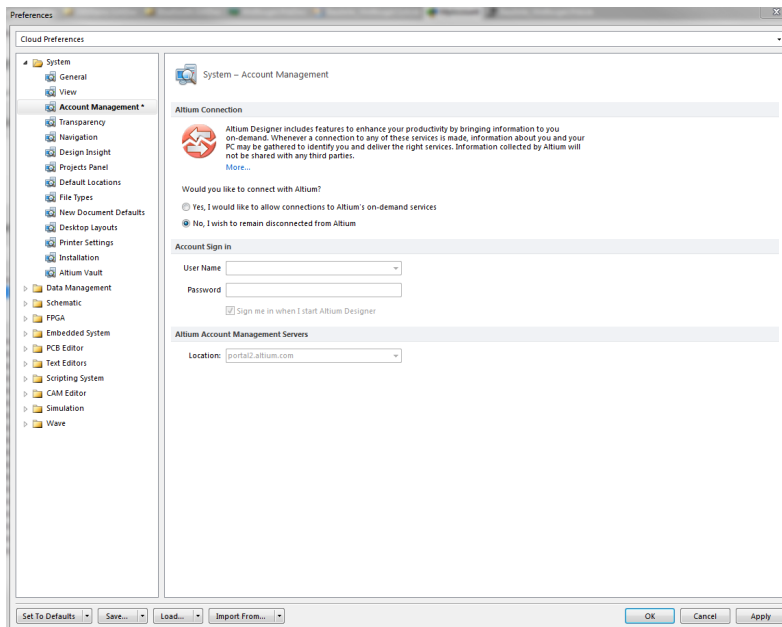 Preferences
Cloud Preferences
System
General
View
Account Management *
Transparency
Navigation
Design Insight
Projects Panel
Default Locations
File Types
New Document Defaults
Desktop Layouts
Printer Settings
Installation
Altium Vault
Data Management
Schematic
FPGA
Embedded System
PCB Editor
Text Editors
Scripting System
CAM Editor
Simulation
Wave
System – Account Management
Altium Connection
Altium Designer includes features to enhance your productivity by bringing information to you
on-demand. Whenever a connection to any of these services is made, information about you and your
PC may be gathered to identify you and deliver the right services. Information collected by Altium will
not be shared with any third parties.
More...
Would you like to connect with Altium?
Yes, I would like to allow connections to Altium's on-demand services
No, I wish to remain disconnected from Altium
Account Sign in
User Name
Password
Sign me in when I start Altium Designer
Altium Account Management Servers
Location: portal2.altium.com
Set To Defaults Save... Load... Import From... OK Cancel Apply